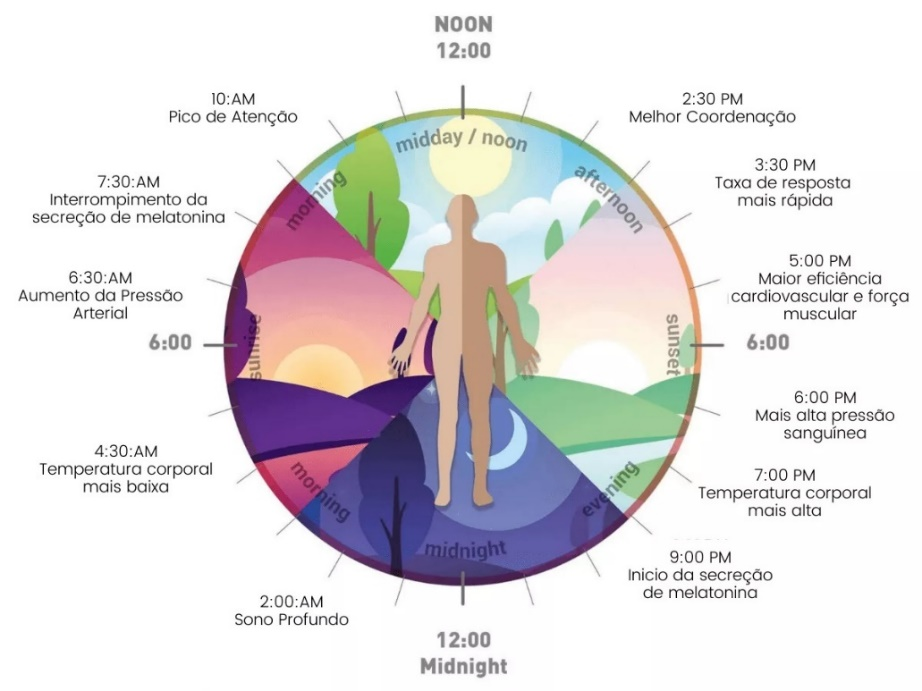 NOON
12:00
10:AM
Pico de Atenção
2:30 PM
Melhor Coordenação
midday / noon
7:30:AM
Interrompimento da
secreção de melatonina
morning
afternoon
3:30 PM
Taxa de resposta
mais rápida
6:30:AM
Aumento da Pressão
Arterial
5:00 PM
Maior eficiência
cardiovascular e força
muscular
6:00
sunrise
sunset
6:00
6:00 PM
Mais alta pressão
sanguínea
4:30:AM
Temperatura corporal
mais baixa
7:00 PM
Temperatura corporal
mais alta
morning
evening
midnight
9:00 PM
Inicio da secreção
de melatonina
2:00:AM
Sono Profundo
12:00
Midnight